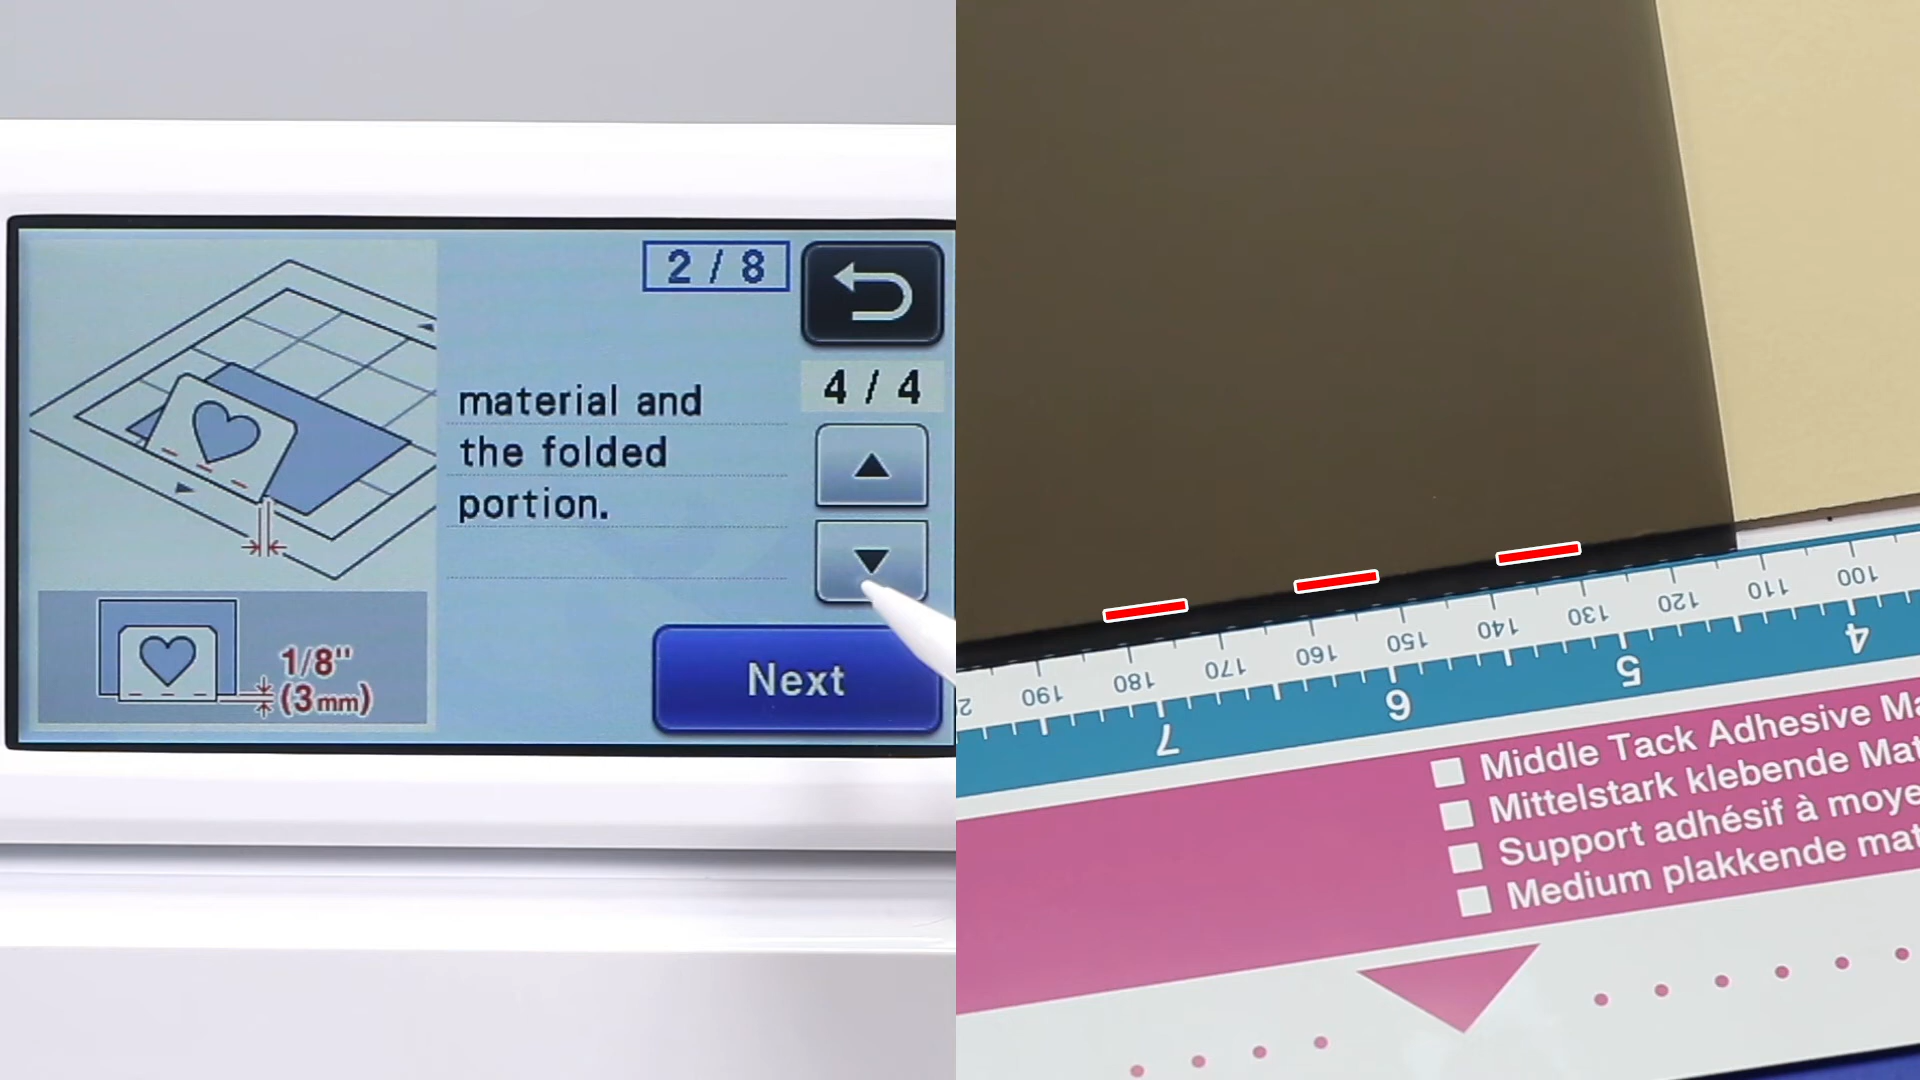 2 / 8
4 / 4
material and
the folded
portion.
1/8"
(3mm)
Next
190 180 170 160 150 140 130 120 110 100
7 6 5 4
Middle Tack Adhesive Ma
Mittelstark klebende Mat
Support adhésif à moye
Medium plakkende mat